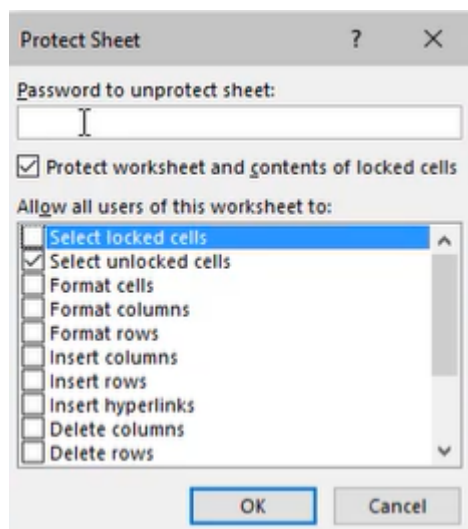 Protect Sheet ?
Password to unprotect sheet:
Protect worksheet and contents of locked cells
Allow all users of this worksheet to:
Select locked cells
Select unlocked cells
Format cells
Format columns
Format rows
Insert columns
Insert rows
Insert hyperlinks
Delete columns
Delete rows
OK Cancel